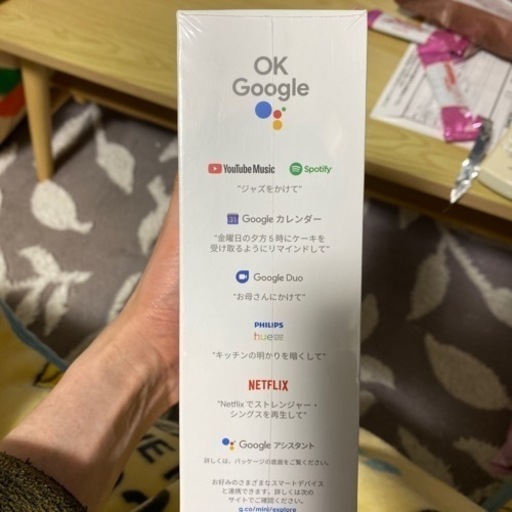 OK
Google
YouTube Music Spotify
"ジャズをかけて"
31 Google カレンダー
"金曜日の夕方5時にケーキを
受け取るようにリマインドして"
Google Duo
"お母さんにかけて"
PHILIPS
hue
"キッチンの明かりを暗くして"
NETFLIX
"Netflix でストレンジャー・
シングスを再生して"
Google アシスタント
詳しくは、パッケージの底面をご覧ください。
お好みのさまざまなスマートデバイス
と連携できます。詳しくは次の
サイトでご確認ください
g.co/mini/explore